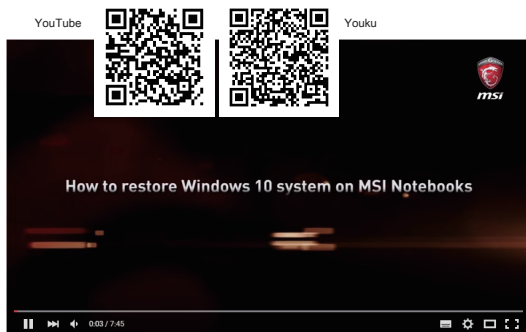 YouTube
Youku
msi
How to restore Windows 10 system on MSI Notebooks
0:03 / 7:45